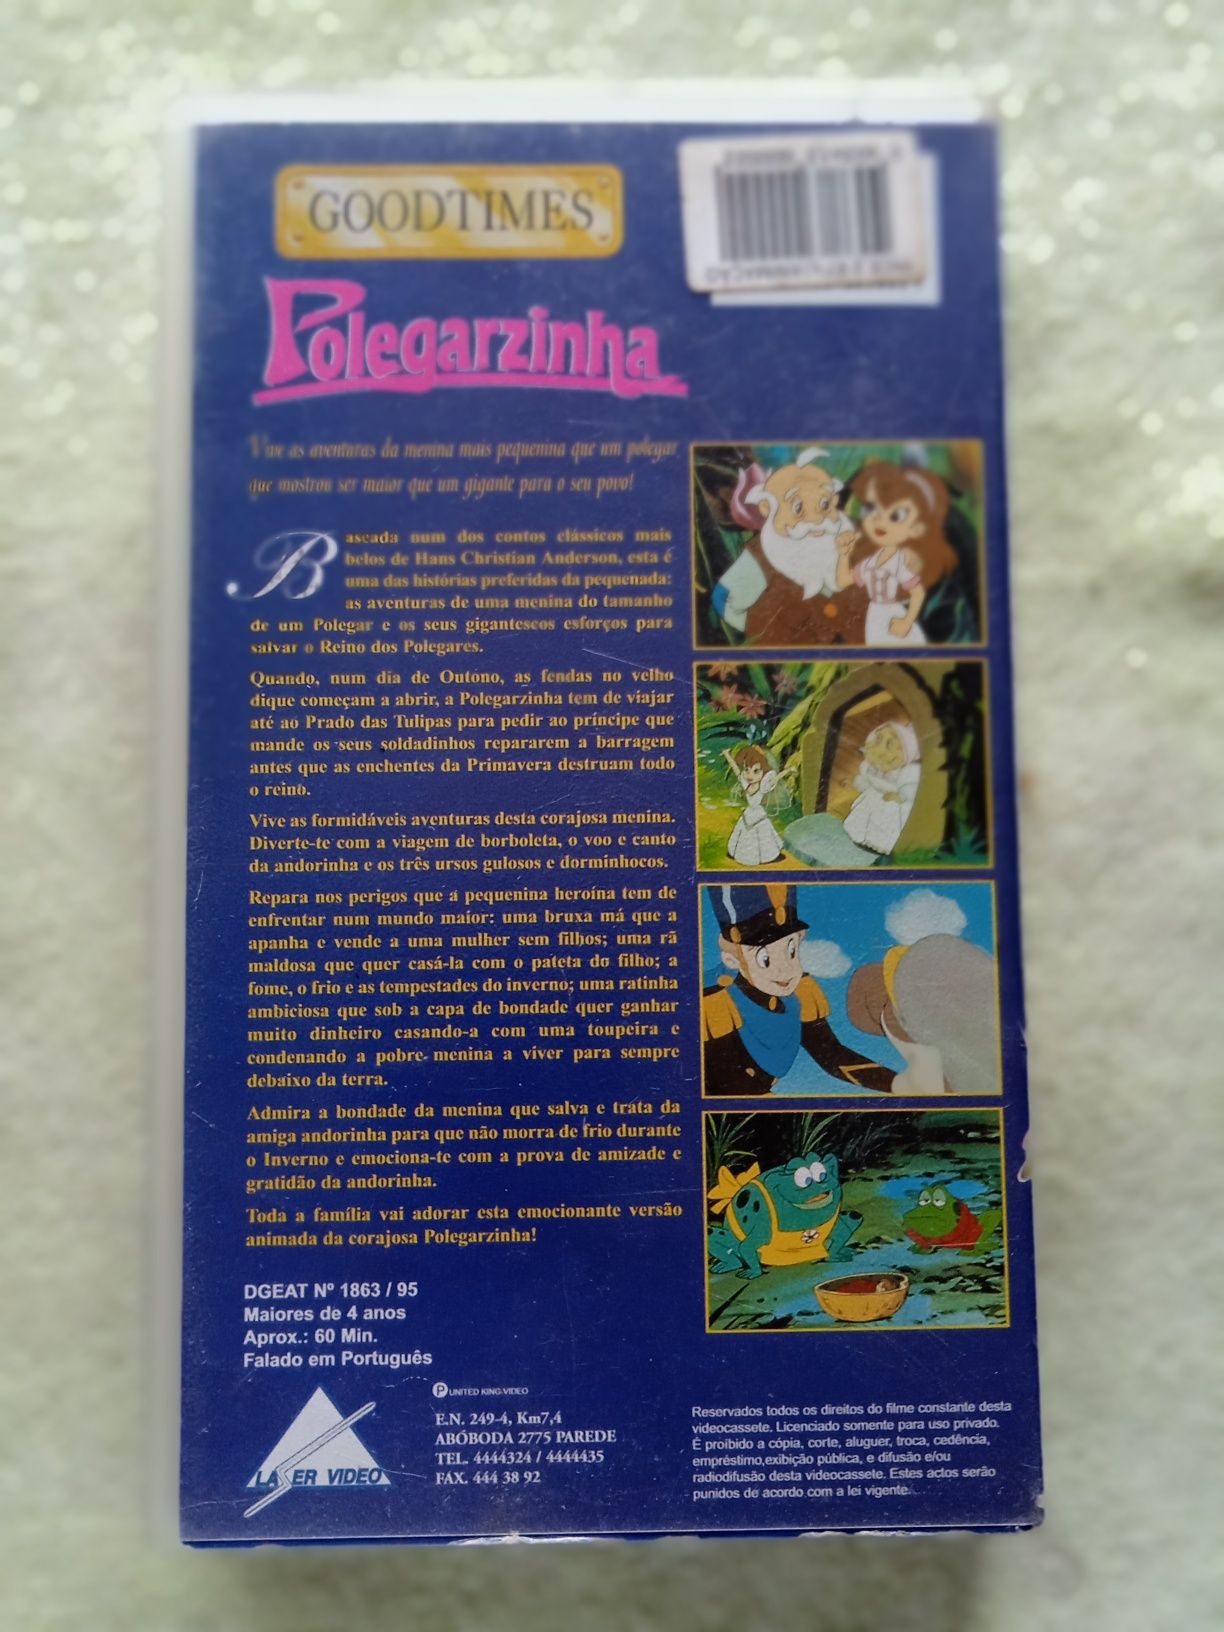 GOODTIMES
Polegarzinha
Vive as aventuras da menina mais pequenina que um polegar
que mostrou ser maior que um gigante para o seu povo!
Baseada num dos contos clássicos mais
belos de Hans Christian Anderson, esta é
uma das histórias preferidas da pequenada:
as aventuras de uma menina do tamanho
de um Polegar e os seus gigantescos esforços para
salvar o Reino dos Polegares.
Quando, num dia de Outono, as fendas no velho
dique começam a abrir, a Polegarzinha tem de viajar
até ao Prado das Tulipas para pedir ao príncipe que
mande os seus soldadinhos repararem a barragem
antes que as enchentes da Primavera destruam todo
o reino.
Vive as formidáveis aventuras desta corajosa menina.
Diverte-te com a viagem de borboleta, o voo e canto
da andorinha e os três ursos gulosos e dorminhocos.
Repara nos perigos que a pequenina heroína tem de
enfrentar num mundo maior: uma bruxa má que a
apanha e vende a uma mulher sem filhos; uma rã
maldosa que quer casá-la com o pateta do filho; a
fome, o frio e as tempestades do inverno; uma ratinha
ambiciosa que sob a capa de bondade quer ganhar
muito dinheiro casando-a com uma toupeira e
condenando a pobre menina a viver para sempre
debaixo da terra.
Admira a bondade da menina que salva e trata da
amiga andorinha para que não morra de frio durante
o Inverno e emociona-te com a prova de amizade e
gratidão da andorinha.
Toda a família vai adorar esta emocionante versão
animada da corajosa Polegarzinha!
DGEAT Nº 1863 / 95
Maiores de 4 anos
Aprox.: 60 Min.
Falado em Português
LASER VIDEO
P UNITED KING VIDEO
E.N. 249-4, Km7,4
ABÓBODA 2775 PAREDE
TEL. 4444324 / 4444435
FAX. 444 38 92
Reservados todos os direitos do filme constante desta
videocassete. Licenciado somente para uso privado.
É proibido a cópia, corte, aluguer, troca, cedência,
empréstimo,exibição pública, e difusão e/ou
radiodifusão desta videocassete. Estes actos serão
punidos de acordo com a lei vigente.